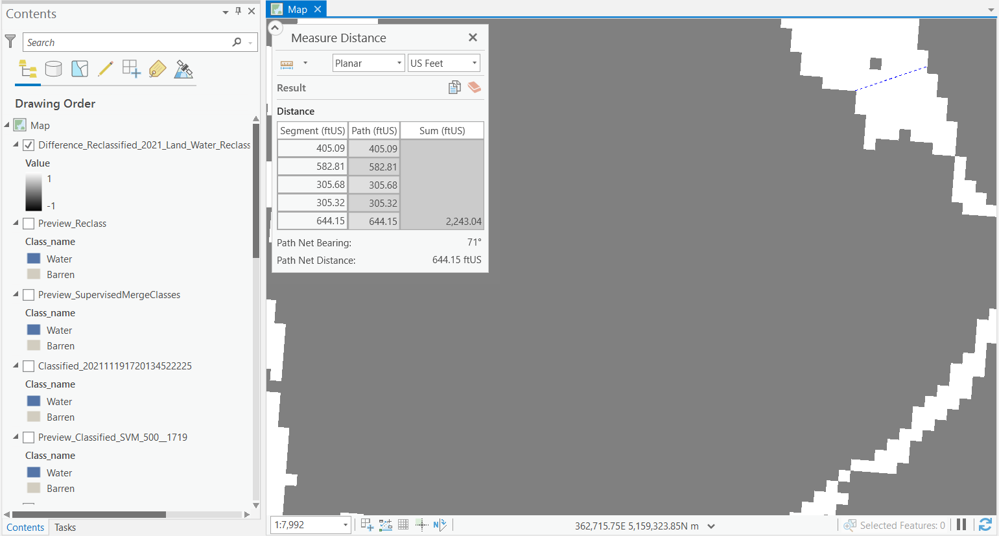 Contents
Search
Drawing Order
Map
Difference_Reclassified_2021_Land_Water_Reclass
Value
1
-1
Preview_Reclass
Class_name
Water
Barren
Preview_SupervisedMergeClasses
Class_name
Water
Barren
Classified_202111191720134522225
Class_name
Water
Barren
Preview_Classified_SVM_500__1719
Class_name
Water
Barren
Contents Tasks
Map
Measure Distance
Planar US Feet
Result
Distance
Segment (ftUS) Path (ftUS) Sum (ftUS)
405.09 405.09
582.81 582.81
305.68 305.68
305.32 305.32
644.15 644.15 2,243.04
Path Net Bearing: 71°
Path Net Distance: 644.15 ftUS
1:7,992 N 362,715.75E 5,159,323.85N m Selected Features: 0